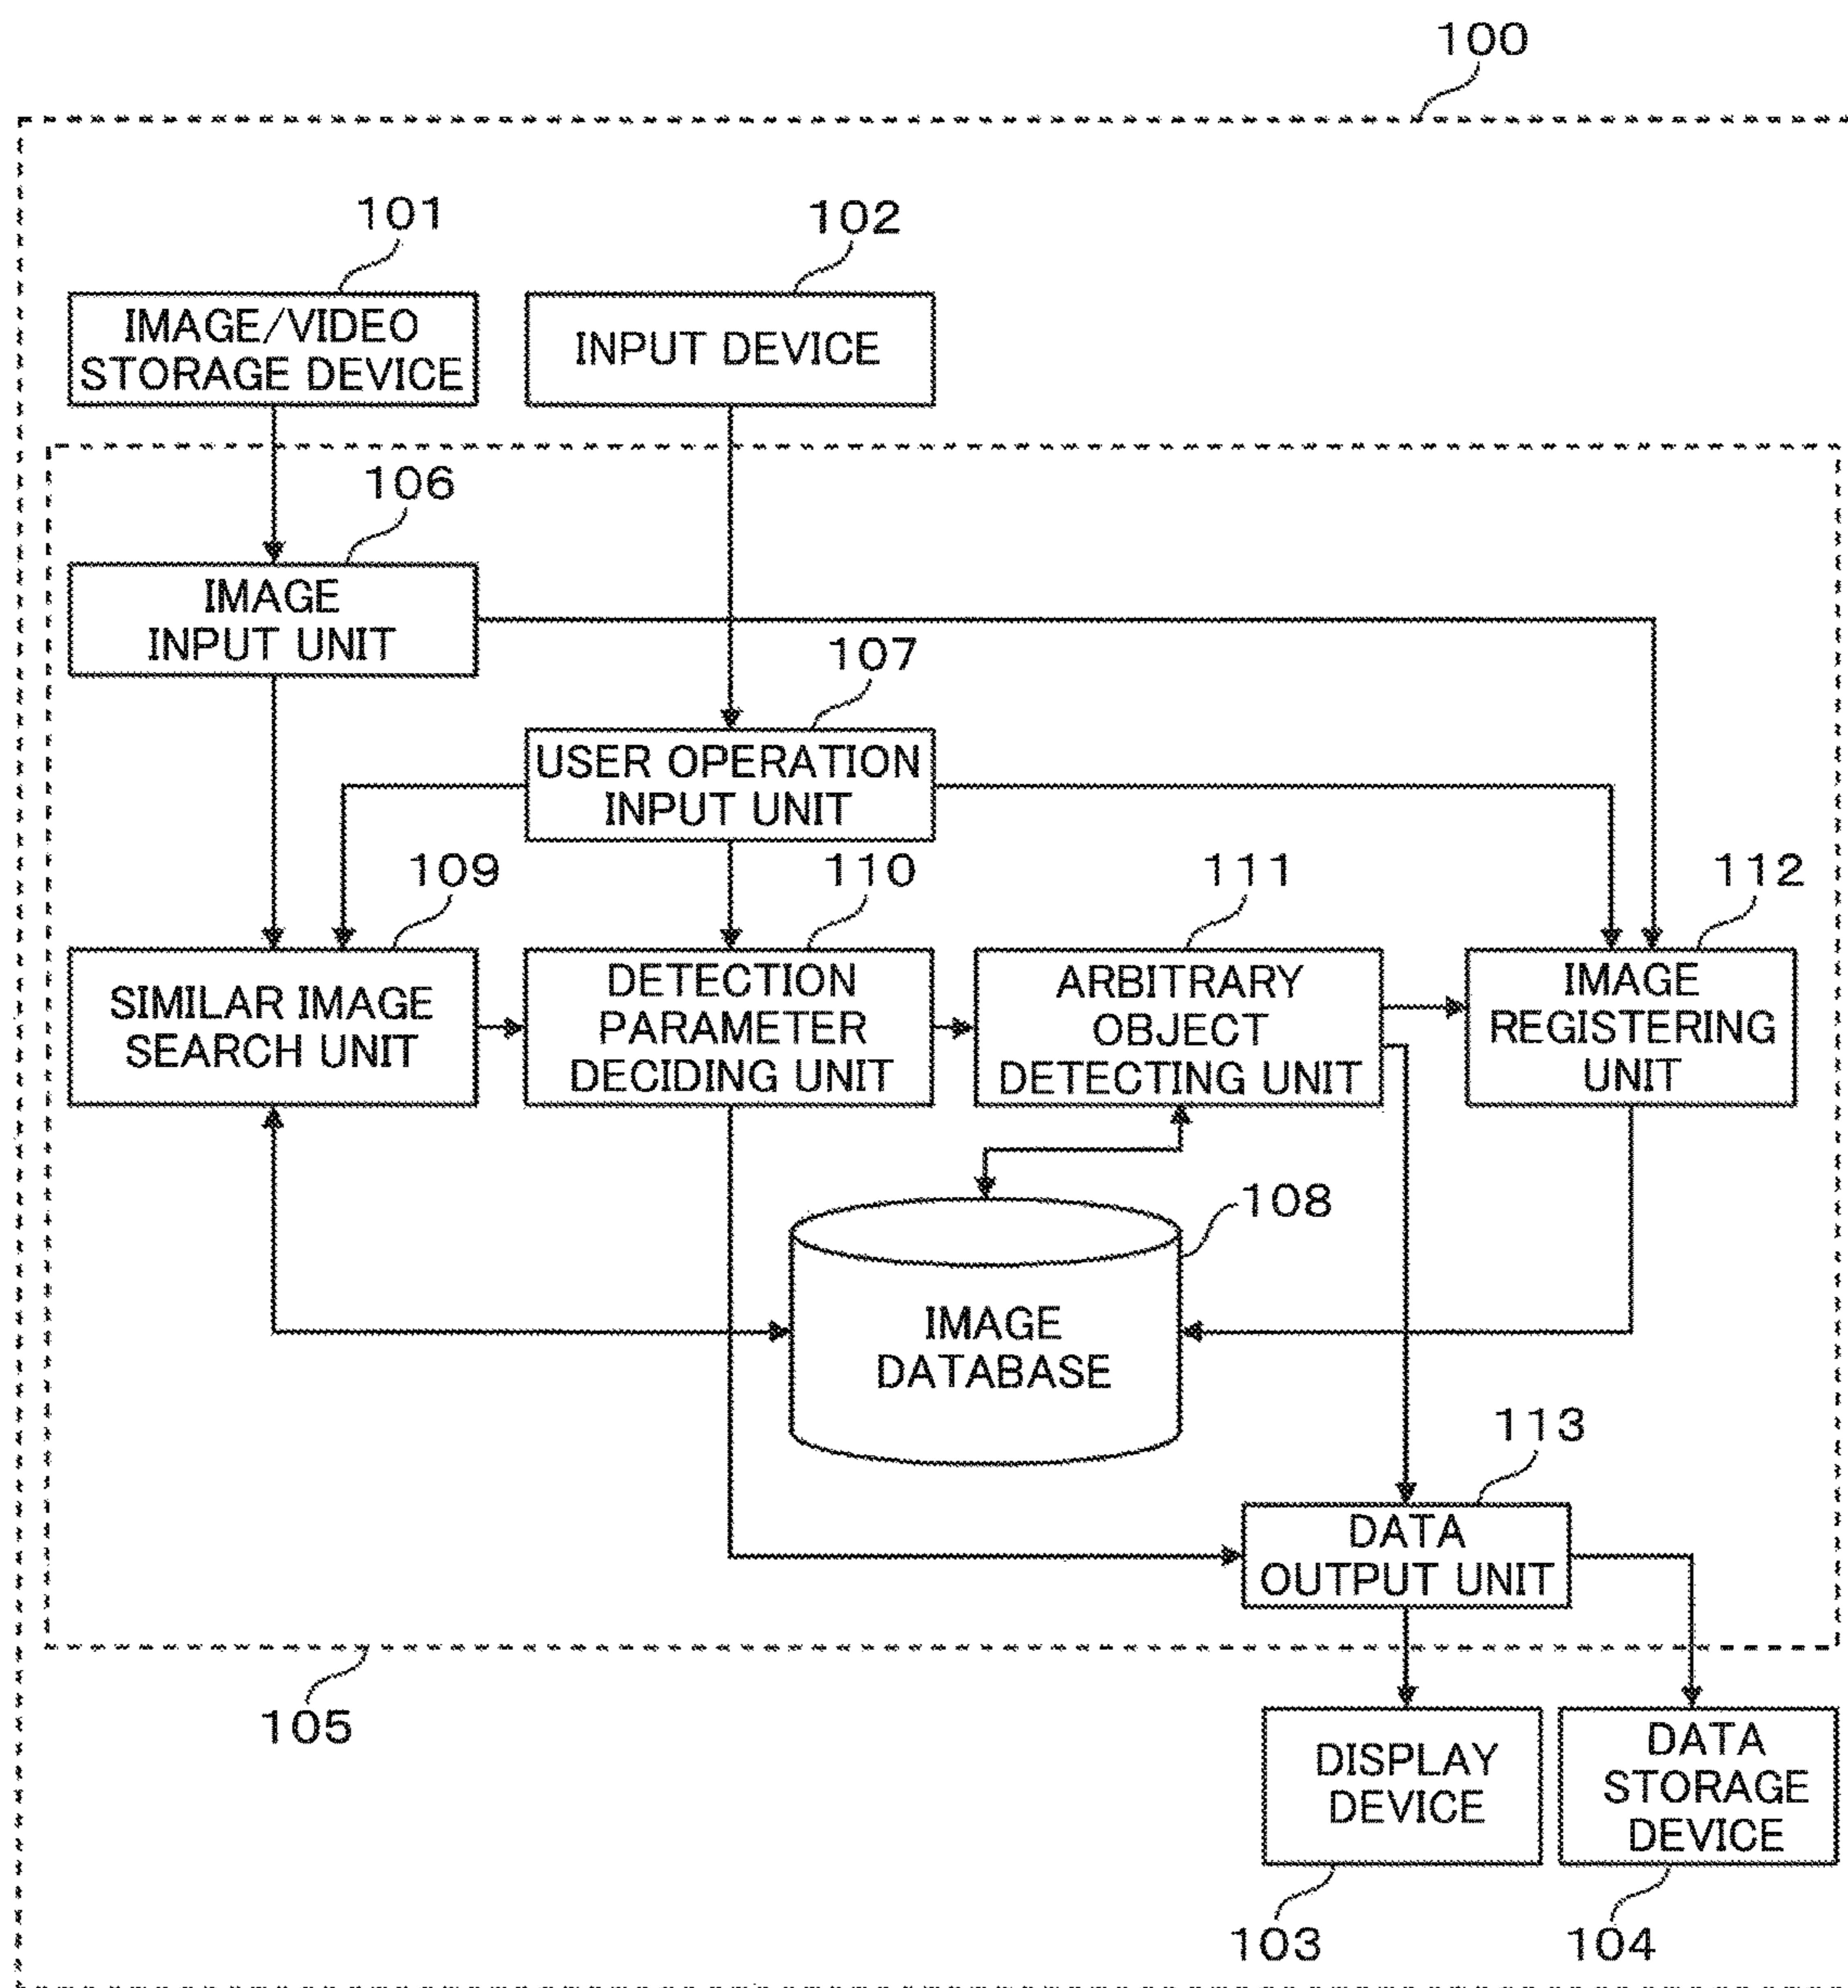 100
101
102
IMAGE/VIDEO
STORAGE DEVICE
INPUT DEVICE
106
IMAGE
INPUT UNIT
107
USER OPERATION
INPUT UNIT
109
110
111
112
SIMILAR IMAGE
SEARCH UNIT
DETECTION
PARAMETER
DECIDING UNIT
ARBITRARY
OBJECT
DETECTING UNIT
IMAGE
REGISTERING
UNIT
108
IMAGE
DATABASE
113
DATA
OUTPUT UNIT
105
DISPLAY
DEVICE
DATA
STORAGE
DEVICE
103
104